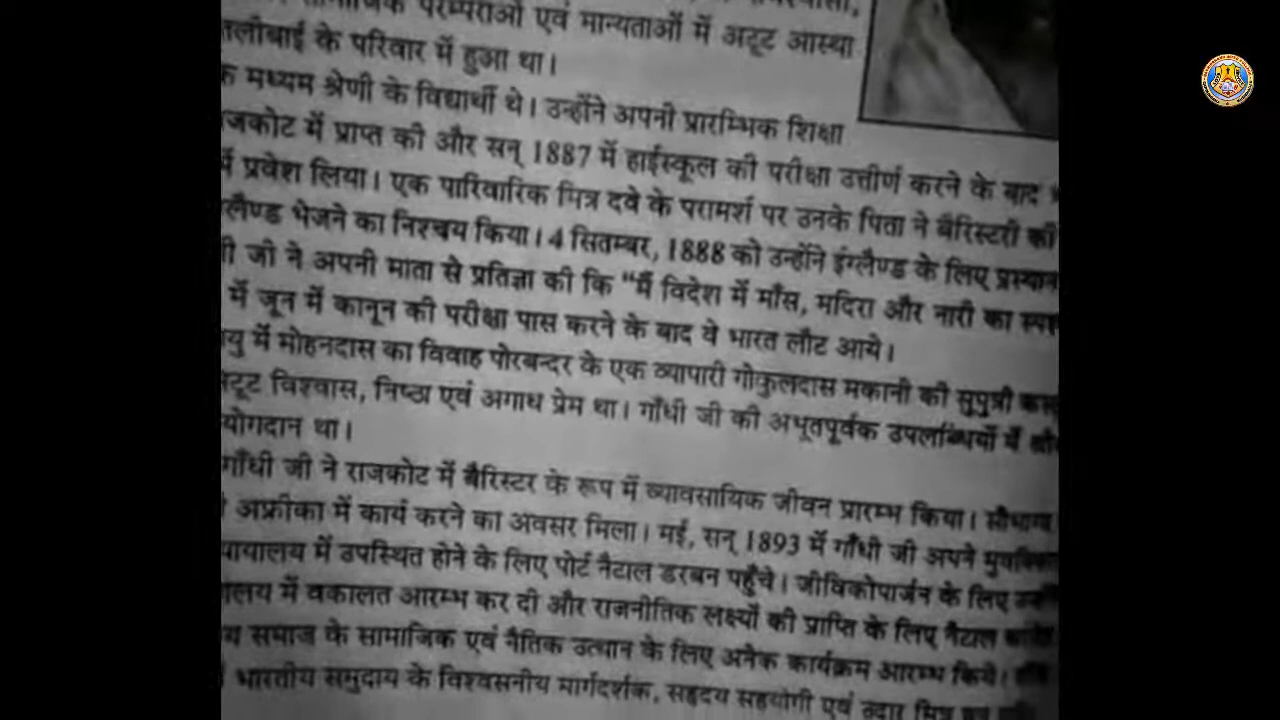 परम्पराओं एवं मान्यताओं में अटूट आस्था
के परिवार में हुआ था।
मध्यम श्रेणी के विद्यार्थी थे। उन्होंने अपनी प्रारम्भिक शिक्षा
में प्राप्त की और सन् 1887 में हाईस्कूल की परीक्षा उत्तीर्ण करने के बाद
में प्रवेश लिया। एक पारिवारिक मित्र दवे के परामर्श पर उनके पिता ने बैरिस्टरी की
भेजने का निश्चय किया। 4 सितम्बर, 1888 को उन्होंने इंग्लैण्ड के लिए प्रस्थान
जी ने अपनी माता से प्रतिज्ञा की कि "मैं विदेश में माँस, मदिरा और नारी का
में जून में कानून की परीक्षा पास करने के बाद वे भारत लौट आये।
में मोहनदास का विवाह पोरबन्दर के एक व्यापारी गोकुलदास मकानी की सुपुत्री
विश्वास, निष्ठा एवं अगाध प्रेम था। गाँधी जी की अभूतपूर्वक उपलब्धियों में
योगदान था।
गाँधी जी ने राजकोट में बैरिस्टर के रूप में व्यावसायिक जीवन प्रारम्भ किया।
अफ्रीका में कार्य करने का अवसर मिला। मई, सन् 1893 में गाँधी जी अपने
में उपस्थित होने के लिए पोर्ट नैटाल डरबन पहुँचे। जीविकोपार्जन के लिए
में वकालत आरम्भ कर दी और राजनीतिक लक्ष्यों की प्राप्ति के लिए नैटाल
समाज के सामाजिक एवं नैतिक उत्थान के लिए अनेक कार्यक्रम आरम्भ किये।
भारतीय समुदाय के विश्वसनीय मार्गदर्शक, सहृदय सहयोगी एवं उदार मित्र